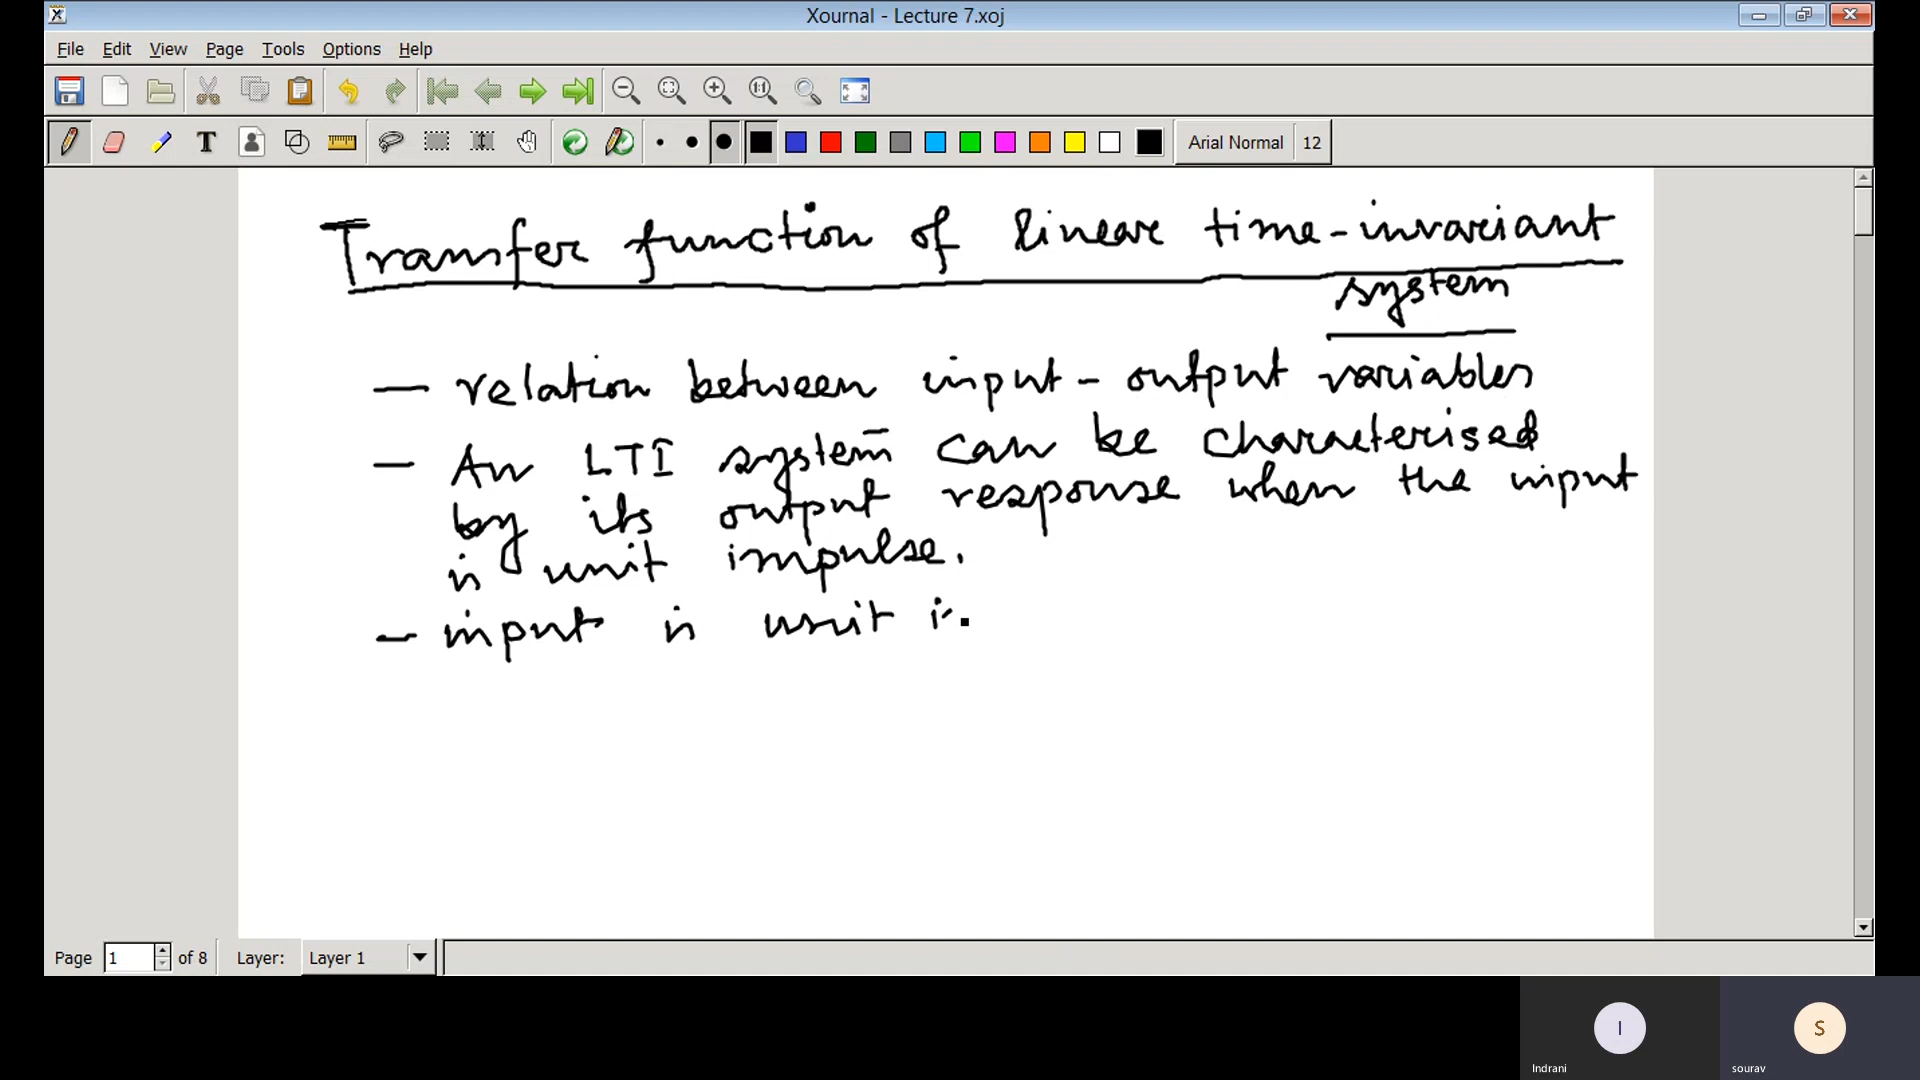 Xournal - Lecture 7.xoj
File Edit View Page Tools Options Help
Arial Normal 12
Transfer function of linear time-invariant
system
— relation between input - output variables
— An LTI system can be characterised
by its output response when the input
is unit impulse.
— input is unit i
Page 1 of 8 Layer: Layer 1
I S
Indrani sourav